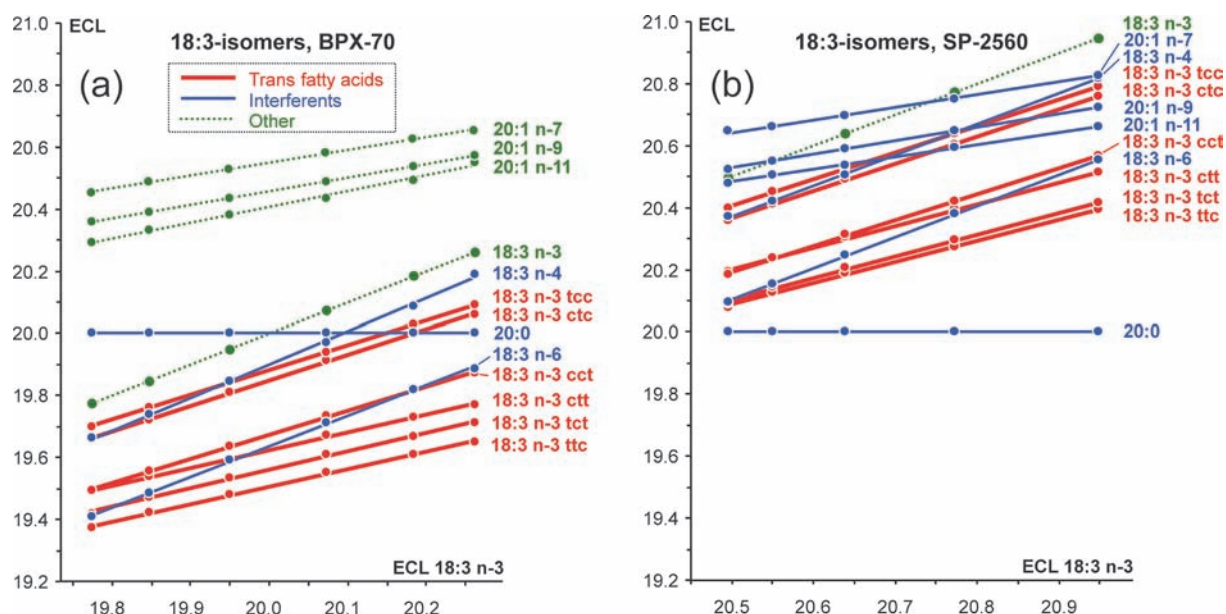 ECL
18:3-isomers, BPX-70
(a)
Trans fatty acids
Interferents
Other
21.0
20.8
20.6
20.4
20.2
20.0
19.8
19.6
19.4
19.2
20:1 n-7
20:1 n-9
20:1 n-11
18:3 n-3
18:3 n-4
18:3 n-3 tcc
18:3 n-3 ctc
20:0
18:3 n-6
18:3 n-3 cct
18:3 n-3 ctt
18:3 n-3 tct
18:3 n-3 ttc
ECL 18:3 n-3
19.8 19.9 20.0 20.1 20.2
ECL
18:3-isomers, SP-2560
(b)
21.0
20.8
20.6
20.4
20.2
20.0
19.8
19.6
19.4
19.2
18:3 n-3
20:1 n-7
18:3 n-4
18:3 n-3 tcc
18:3 n-3 ctc
20:1 n-9
20:1 n-11
18:3 n-3 cct
18:3 n-6
18:3 n-3 ctt
18:3 n-3 tct
18:3 n-3 ttc
20:0
ECL 18:3 n-3
20.5 20.6 20.7 20.8 20.9